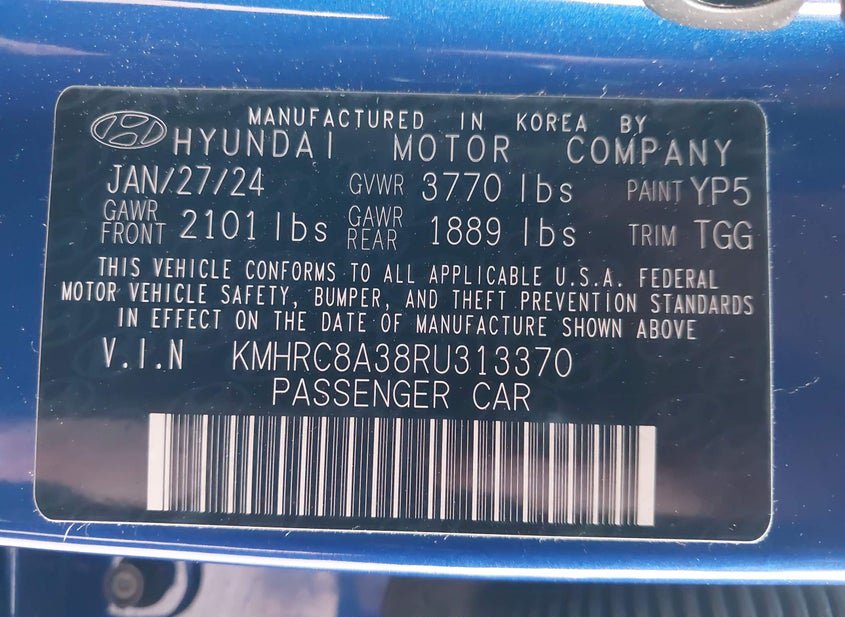 MANUFACTURED IN KOREA BY
HYUNDAI MOTOR COMPANY
JAN/27/24 GVWR 3770 lbs PAINT YP5
GAWR FRONT 2101 lbs GAWR REAR 1889 lbs TRIM TGG
THIS VEHICLE CONFORMS TO ALL APPLICABLE U.S.A. FEDERAL
MOTOR VEHICLE SAFETY, BUMPER, AND THEFT PREVENTION STANDARDS
IN EFFECT ON THE DATE OF MANUFACTURE SHOWN ABOVE
V.I.N KMHRC8A38RU313370
PASSENGER CAR